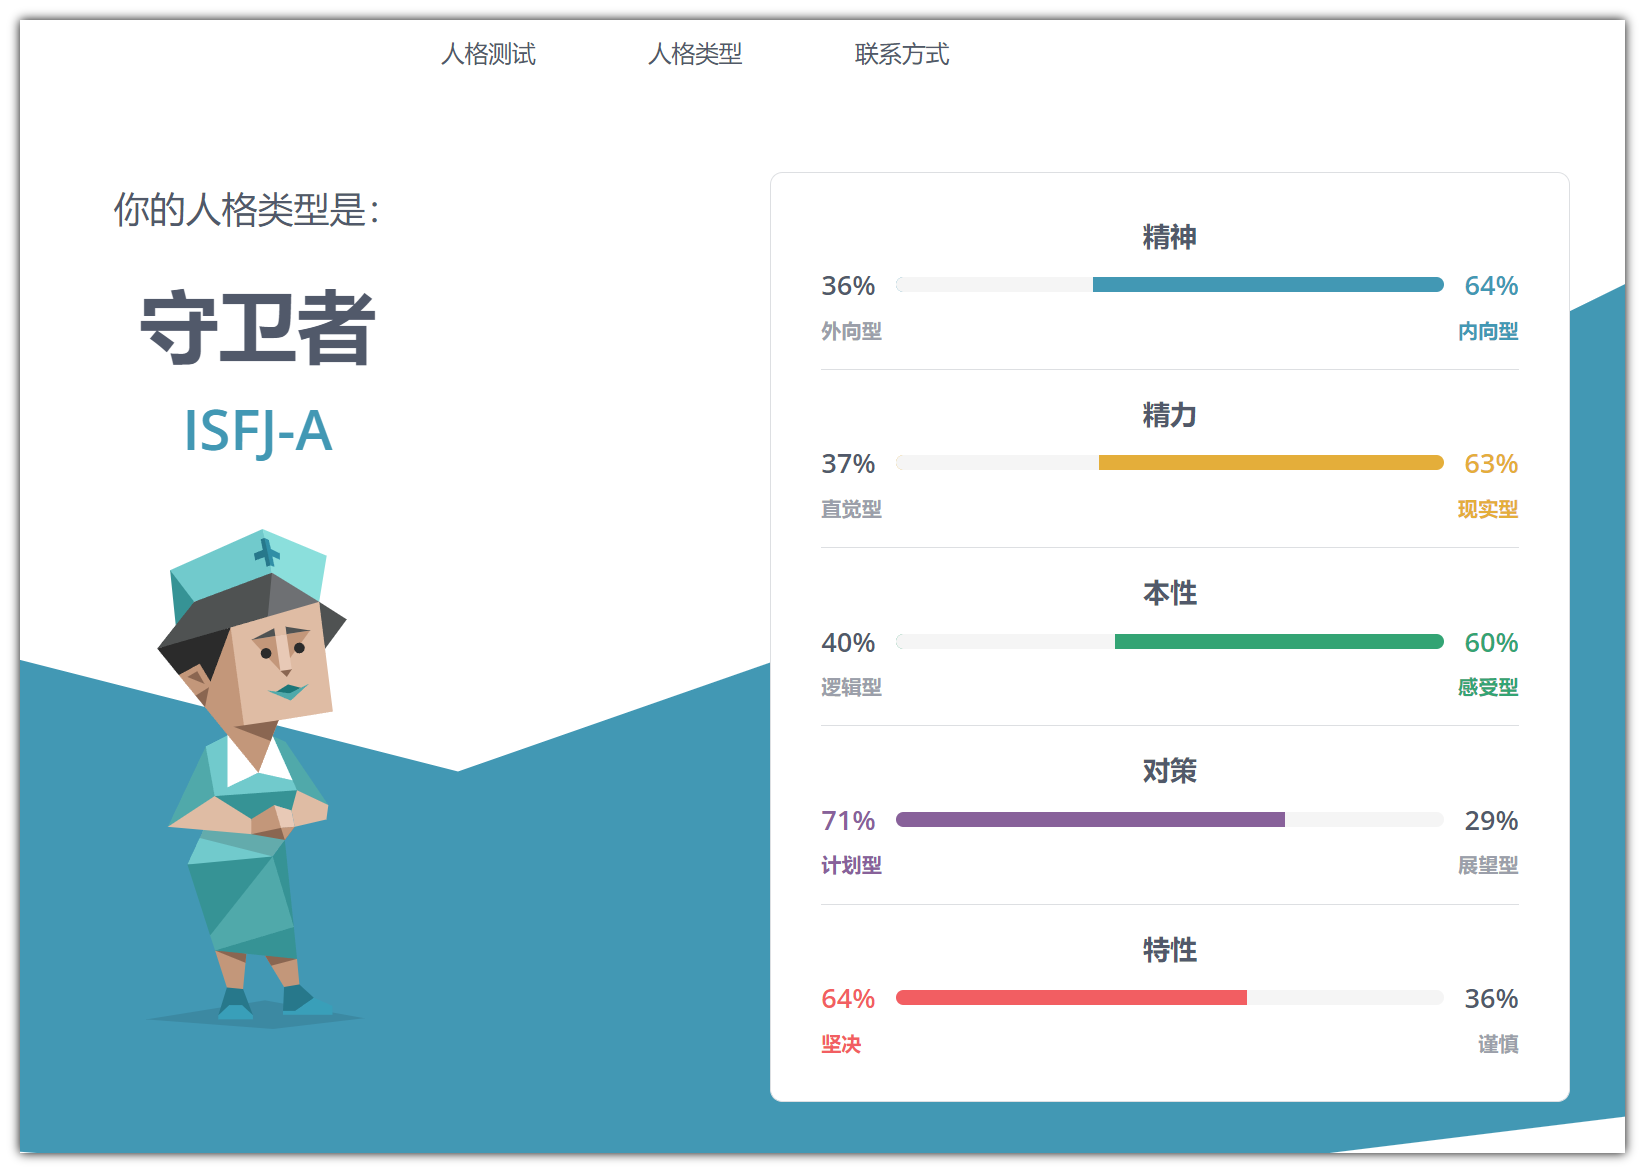 人格测试 人格类型 联系方式
你的人格类型是：
守卫者
ISFJ-A
精神
36% 64%
外向型 内向型
精力
37% 63%
直觉型 现实型
本性
40% 60%
逻辑型 感受型
对策
71% 29%
计划型 展望型
特性
64% 36%
坚决 谨慎